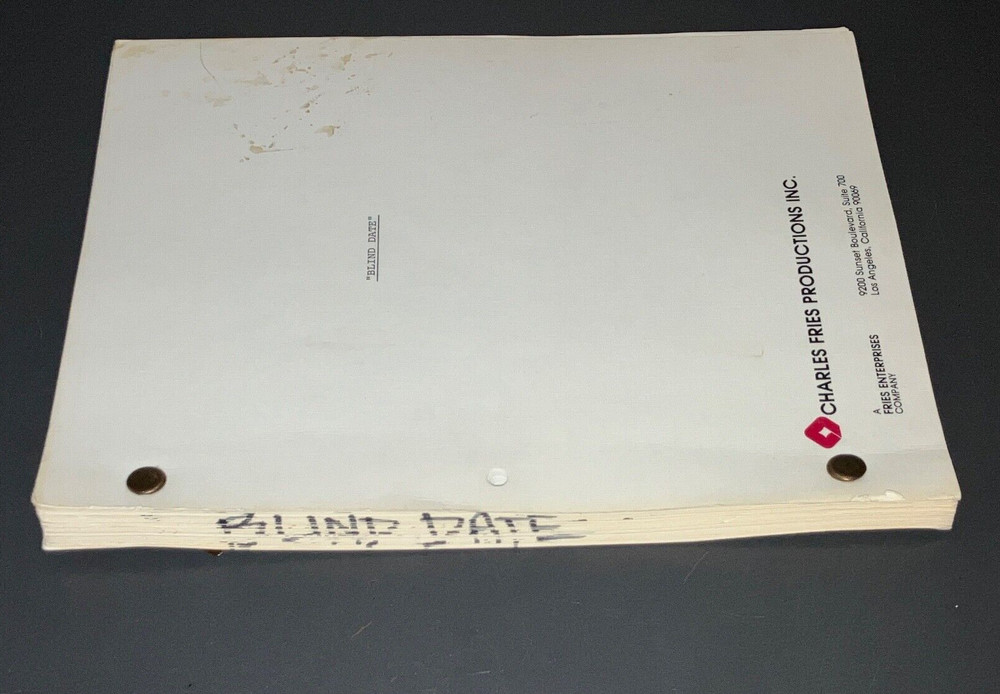 "BLIND DATE"
CHARLES FRIES PRODUCTIONS INC.
A
FRIES ENTERPRISES
COMPANY
9200 Sunset Boulevard, Suite 700
Los Angeles, California 90069
BLIND DATE